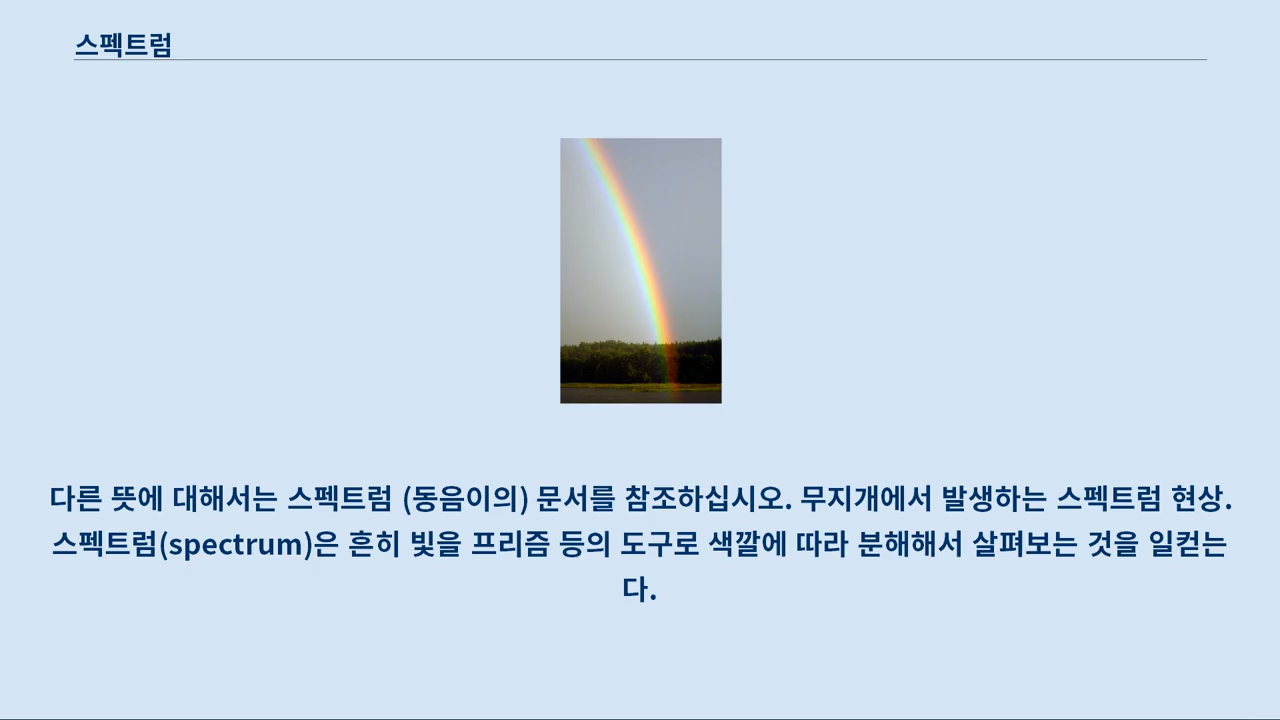 스펙트럼
다른 뜻에 대해서는 스펙트럼 (동음이의) 문서를 참조하십시오. 무지개에서 발생하는 스펙트럼 현상.
스펙트럼(spectrum)은 흔히 빛을 프리즘 등의 도구로 색깔에 따라 분해해서 살펴보는 것을 일컫는
다.